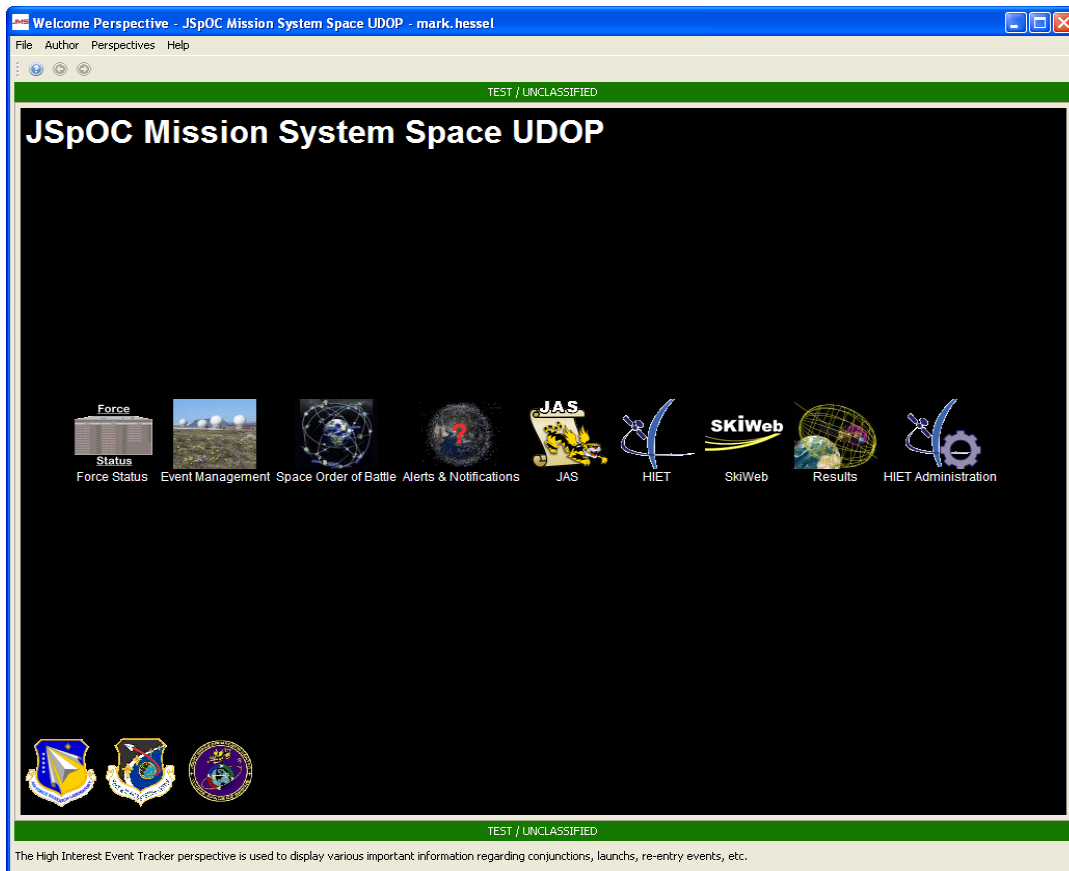 JMS Welcome Perspective - JSpOC Mission System Space UDOP - mark.hessel
File Author Perspectives Help
TEST / UNCLASSIFIED
JSpOC Mission System Space UDOP
Force
Status
JAS
SKiWeb
Force Status Event Management Space Order of Battle Alerts & Notifications JAS HIET SkiWeb Results HIET Administration
TEST / UNCLASSIFIED
The High Interest Event Tracker perspective is used to display various important information regarding conjunctions, launchs, re-entry events, etc.